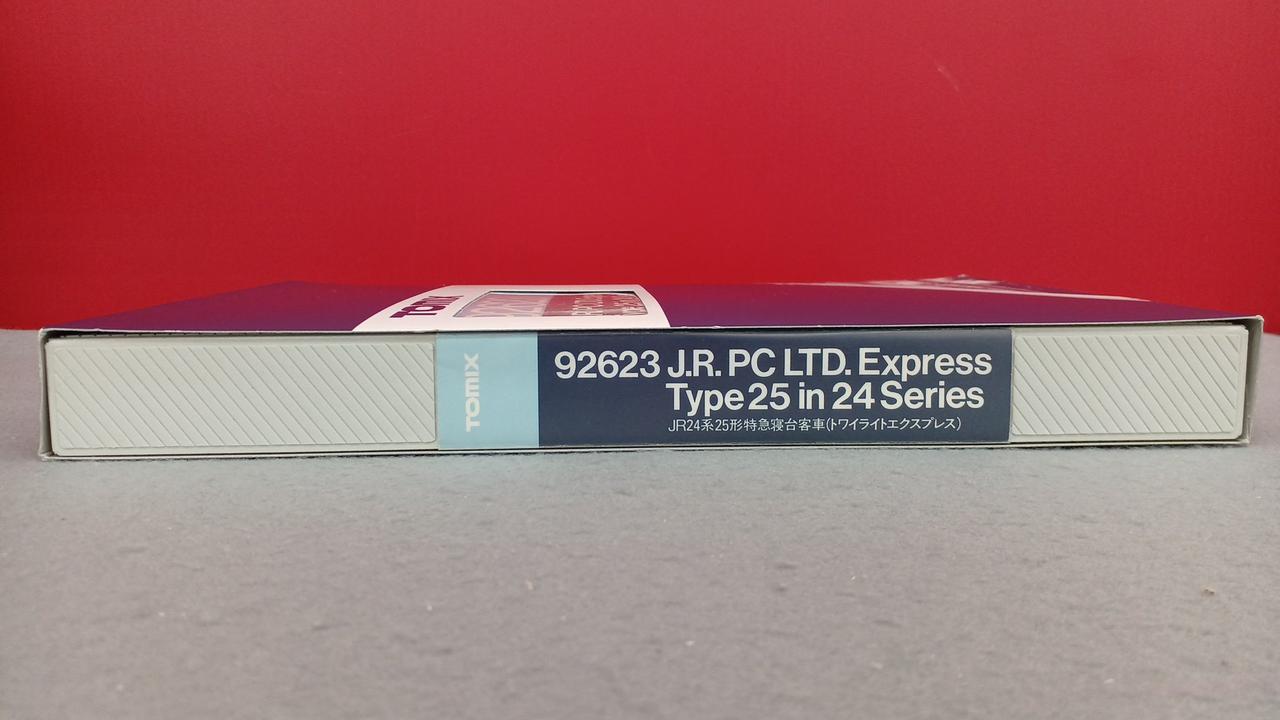 TOMIX
TOMIX
92623 J.R. PC LTD. Express
Type 25 in 24 Series
JR24系25形特急寝台客車(トワイライトエクスプレス)